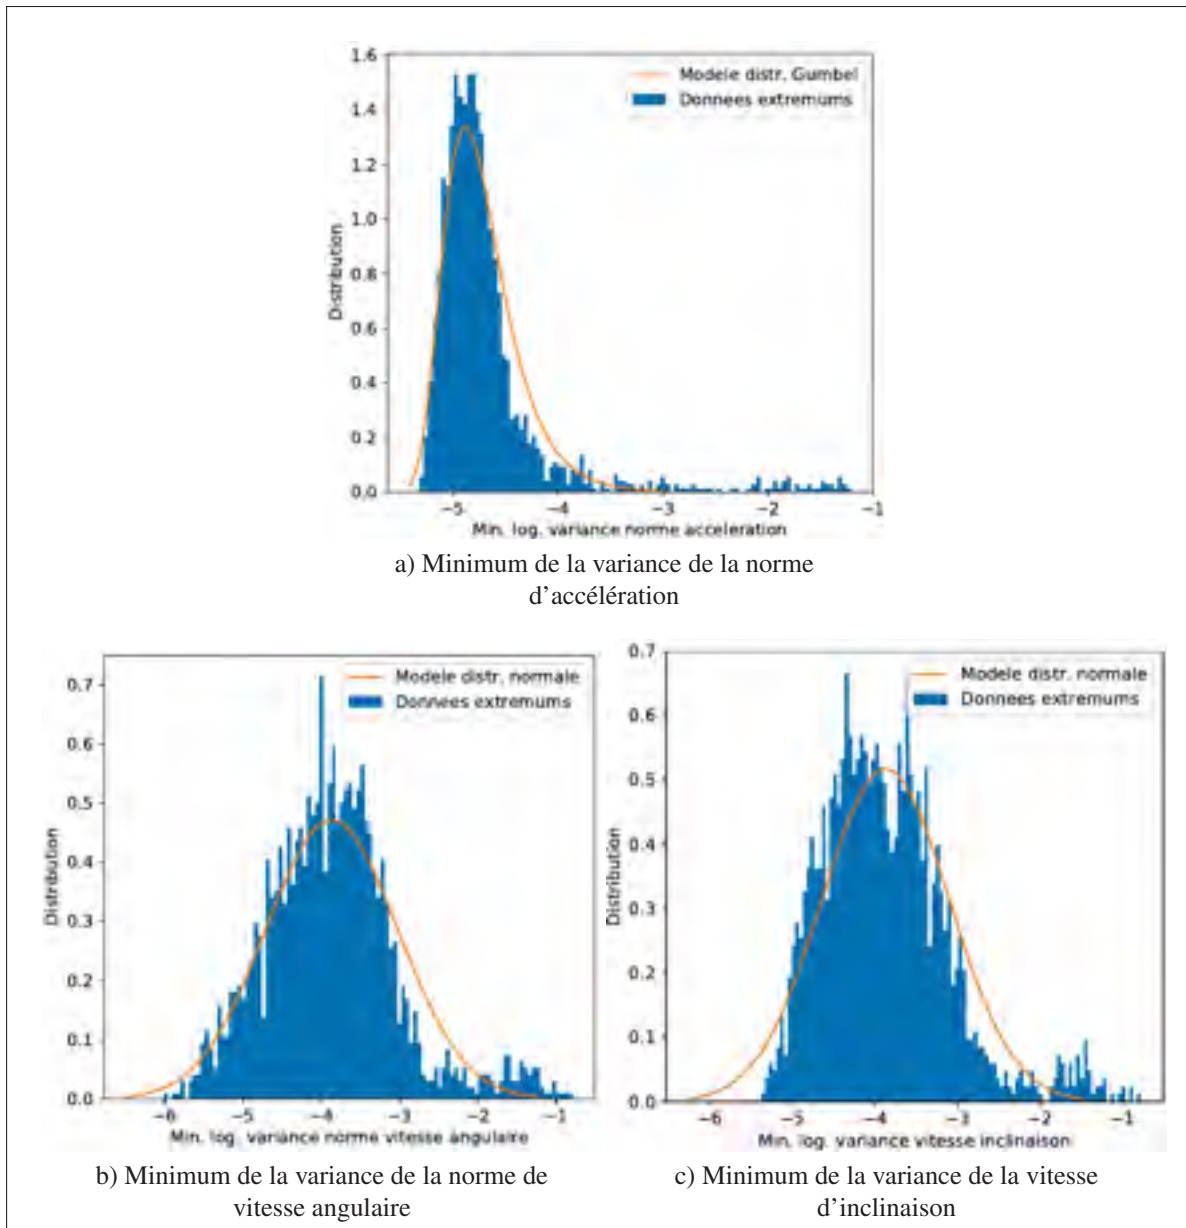 1.6
1.4
1.2
1.0
0.8
0.6
0.4
0.2
0.0
Distribution
Modele distr. Gumbel
Donnees extremums
−5 −4 −3 −2 −1
Min. log. variance norme acceleration
a) Minimum de la variance de la norme
d’accélération
0.7
0.6
0.5
0.4
0.3
0.2
0.1
0.0
Distribution
Modele distr. normale
Donnees extremums
−6 −5 −4 −3 −2 −1
Min. log. variance norme vitesse angulaire
b) Minimum de la variance de la norme de
vitesse angulaire
0.7
0.6
0.5
0.4
0.3
0.2
0.1
0.0
Distribution
Modele distr. normale
Donnees extremums
−6 −5 −4 −3 −2 −1
Min. log. variance vitesse inclinaison
c) Minimum de la variance de la vitesse
d’inclinaison